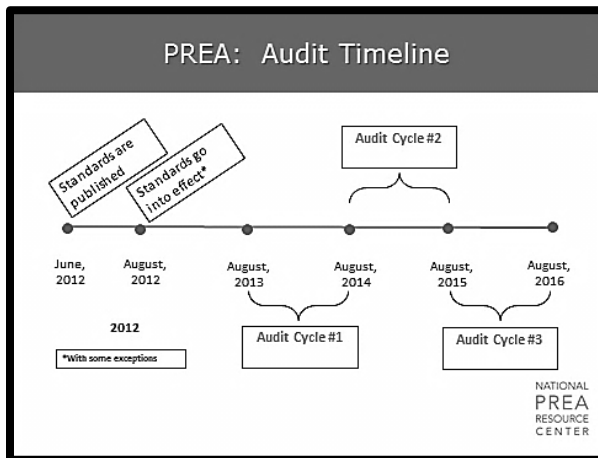 PREA: Audit Timeline
Standards are
published
Standards go
into effect*
Audit Cycle #2
June,
2012
August,
2012
August,
2013
August,
2014
August,
2015
August,
2016
Audit Cycle #1
Audit Cycle #3
2012
*With some exceptions
NATIONAL
PREA
RESOURCE
CENTER